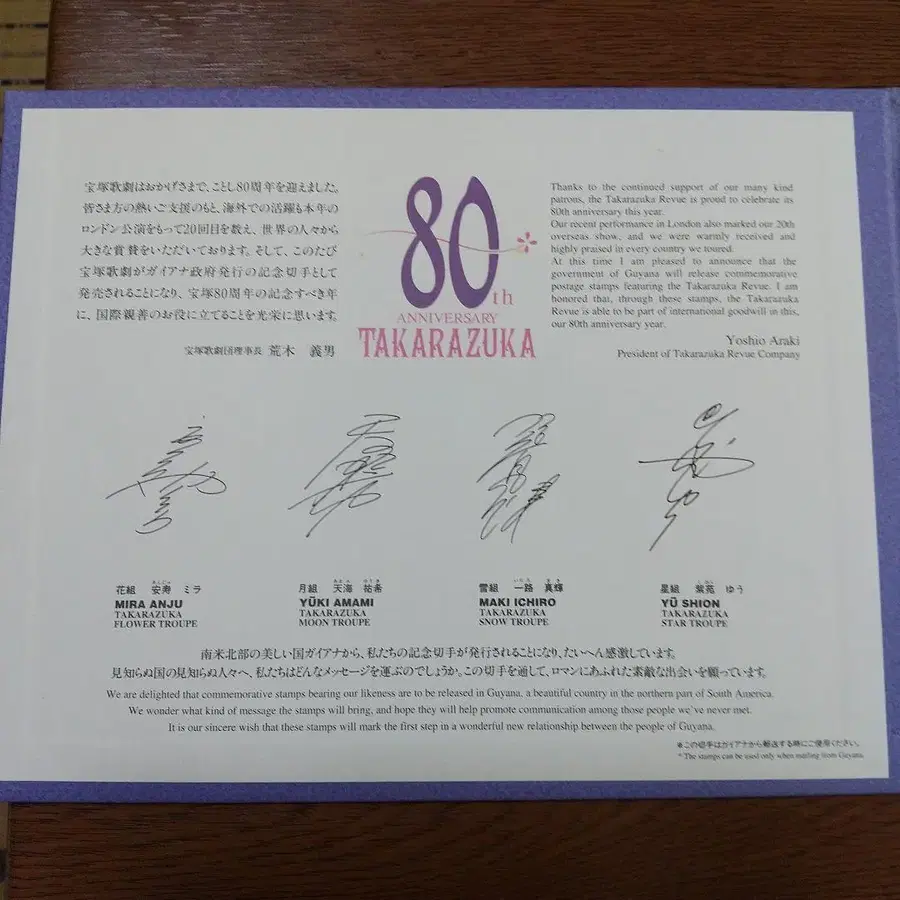 宝塚歌劇はおかげさまで、ことし80周年を迎えました。
皆さま方の熱いご支援のもと、海外での活躍も本年の
ロンドン公演をもって20回目を数え、世界の人々から
大きな賞賛をいただいております。そして、このたび
宝塚歌劇がガイアナ政府発行の記念切手として
発売されることになり、宝塚80周年の記念すべき年
に、国際親善のお役に立てることを光栄に思います。
宝塚歌劇団理事長 荒木 義男
80th
ANNIVERSARY
TAKARAZUKA
Thanks to the continued support of our many kind
patrons, the Takarazuka Revue is proud to celebrate its
80th anniversary this year.
Our recent performance in London also marked our 20th
overseas show, and we were warmly received and
highly praised in every country we toured.
At this time I am pleased to announce that the
government of Guyana will release commemorative
postage stamps featuring the Takarazuka Revue. I am
honored that, through these stamps, the Takarazuka
Revue is able to be part of international goodwill in this,
our 80th anniversary year.
Yoshio Araki
President of Takarazuka Revue Company
花組 安寿 ミラ
MIRA ANJU
TAKARAZUKA
FLOWER TROUPE
月組 天海 祐希
YŪKI AMAMI
TAKARAZUKA
MOON TROUPE
雪組 一路 真輝
MAKI ICHIRO
TAKARAZUKA
SNOW TROUPE
星組 紫苑 ゆう
YŪ SHION
TAKARAZUKA
STAR TROUPE
南米北部の美しい国ガイアナから、私たちの記念切手が発行されることになり、たいへん感激しています。
見知らぬ国の見知らぬ人々へ、私たちはどんなメッセージを運ぶのでしょうか。この切手を通して、ロマンにあふれた素敵な出会いを願っています。
We are delighted that commemorative stamps bearing our likeness are to be released in Guyana, a beautiful country in the northern part of South America.
We wonder what kind of message the stamps will bring, and hope they will help promote communication among those people we've never met.
It is our sincere wish that these stamps will mark the first step in a wonderful new relationship between the people of Guyana.
※この切手はガイアナから郵送する時にご使用ください。
* The stamps can be used only when mailing from Guyana.